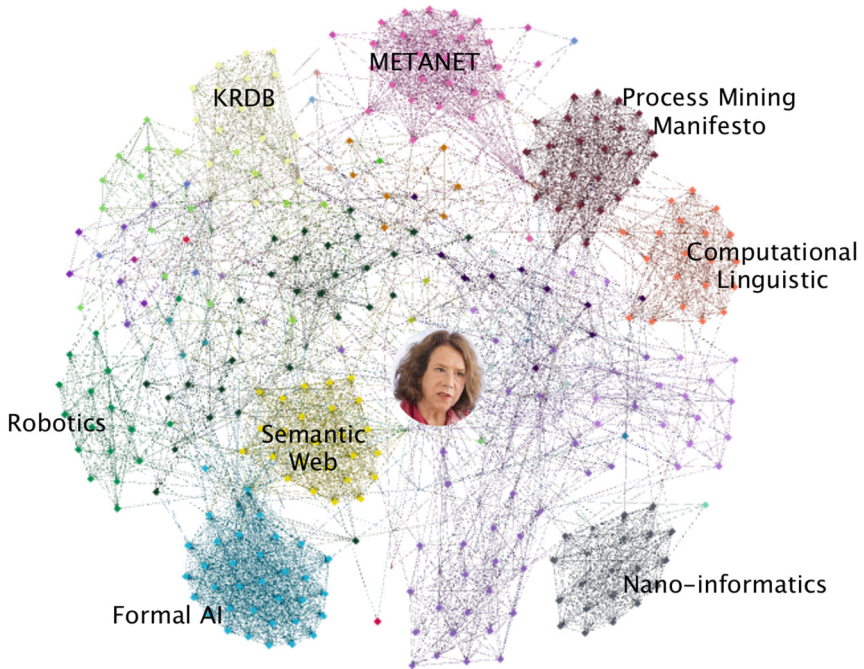 METANET
KRDB
Process Mining
Manifesto
Computational
Linguistic
Robotics
Semantic
Web
Nano-informatics
Formal AI